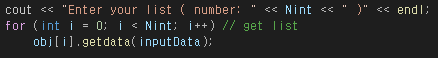 cout << "Enter your list ( number: " << Nint << " )" << endl;
for (int i = 0; i < Nint; i++) // get list
    obj[i].getdata(inputData);